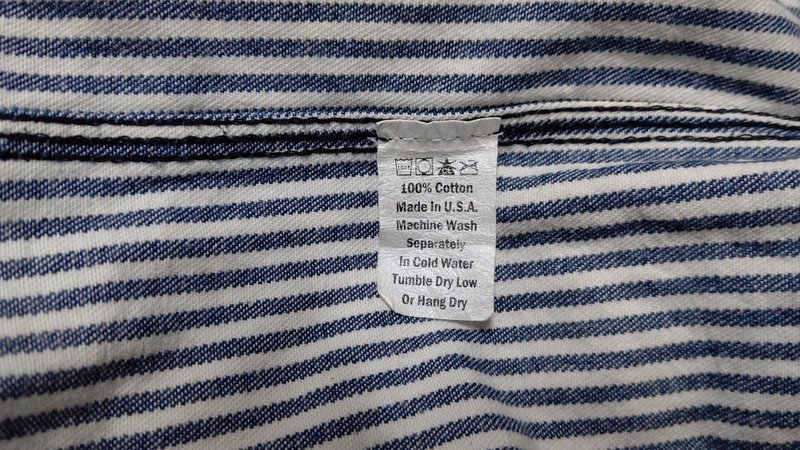 100% Cotton
Made In U.S.A.
Machine Wash
Separately
In Cold Water
Tumble Dry Low
Or Hang Dry